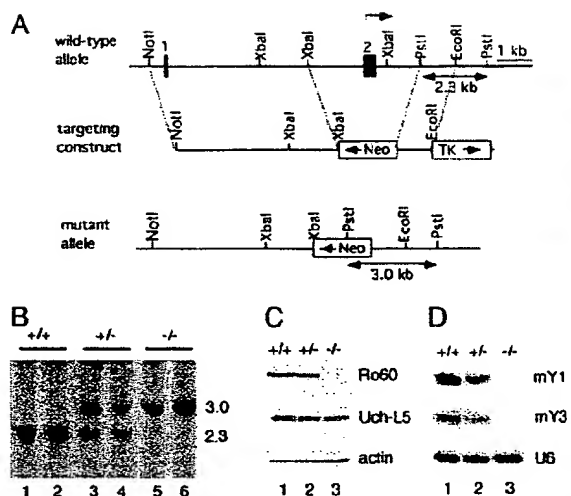 A
1
2
wild-type
allele
NotI
XbaI
XbaI
XbaI
PstI
EcoRI
PstI
1 kb
2.3 kb
targeting
construct
NotI
XbaI
XbaI
EcoRI
Neo
TK
mutant
allele
NotI
XbaI
XbaI
PstI
EcoRI
PstI
Neo
3.0 kb
B
+/+
+/-
-/-
3.0
2.3
1 2 3 4 5 6
C
+/+ +/- -/-
Ro60
Uch-L5
actin
1 2 3
D
+/+ +/- -/-
mY1
mY3
U6
1 2 3